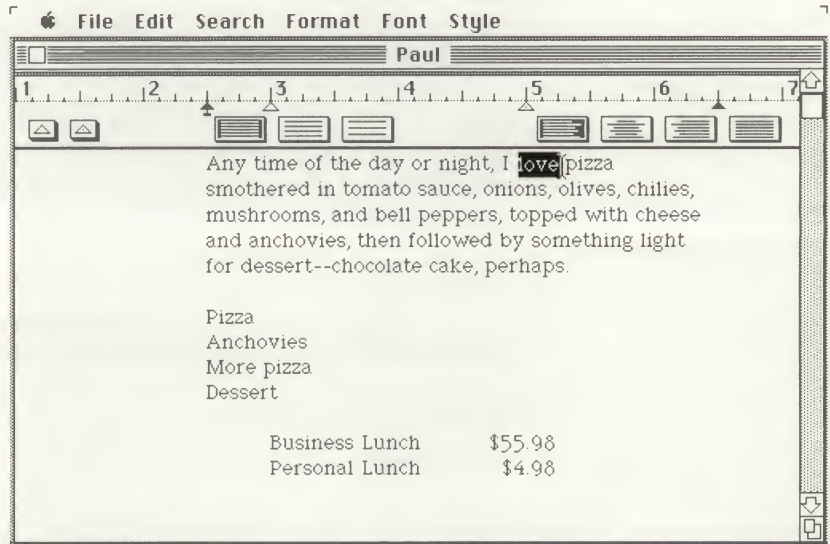 File Edit Search Format Font Style
Paul
1 2 3 4 5 6 7
Any time of the day or night, I love pizza
smothered in tomato sauce, onions, olives, chilies,
mushrooms, and bell peppers, topped with cheese
and anchovies, then followed by something light
for dessert--chocolate cake, perhaps.
Pizza
Anchovies
More pizza
Dessert
Business Lunch $55.98
Personal Lunch $4.98